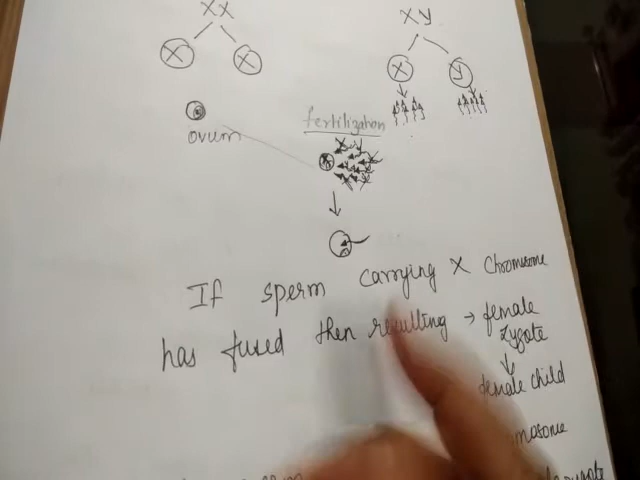 XX
XY
X X
X Y
ovum
fertilization
If sperm carrying X chromosome
has fused then resulting → female
zygote
↓
female child